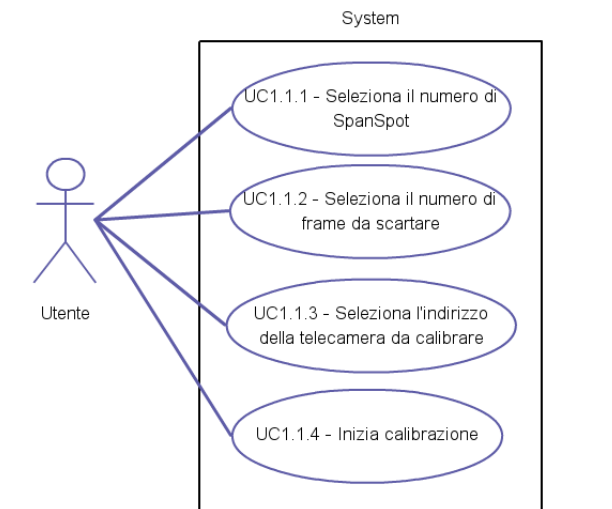 System
UC1.1.1 - Seleziona il numero di
SpanSpot
UC1.1.2 - Seleziona il numero di
frame da scartare
UC1.1.3 - Seleziona l'indirizzo
della telecamera da calibrare
Utente
UC1.1.4 - Inizia calibrazione